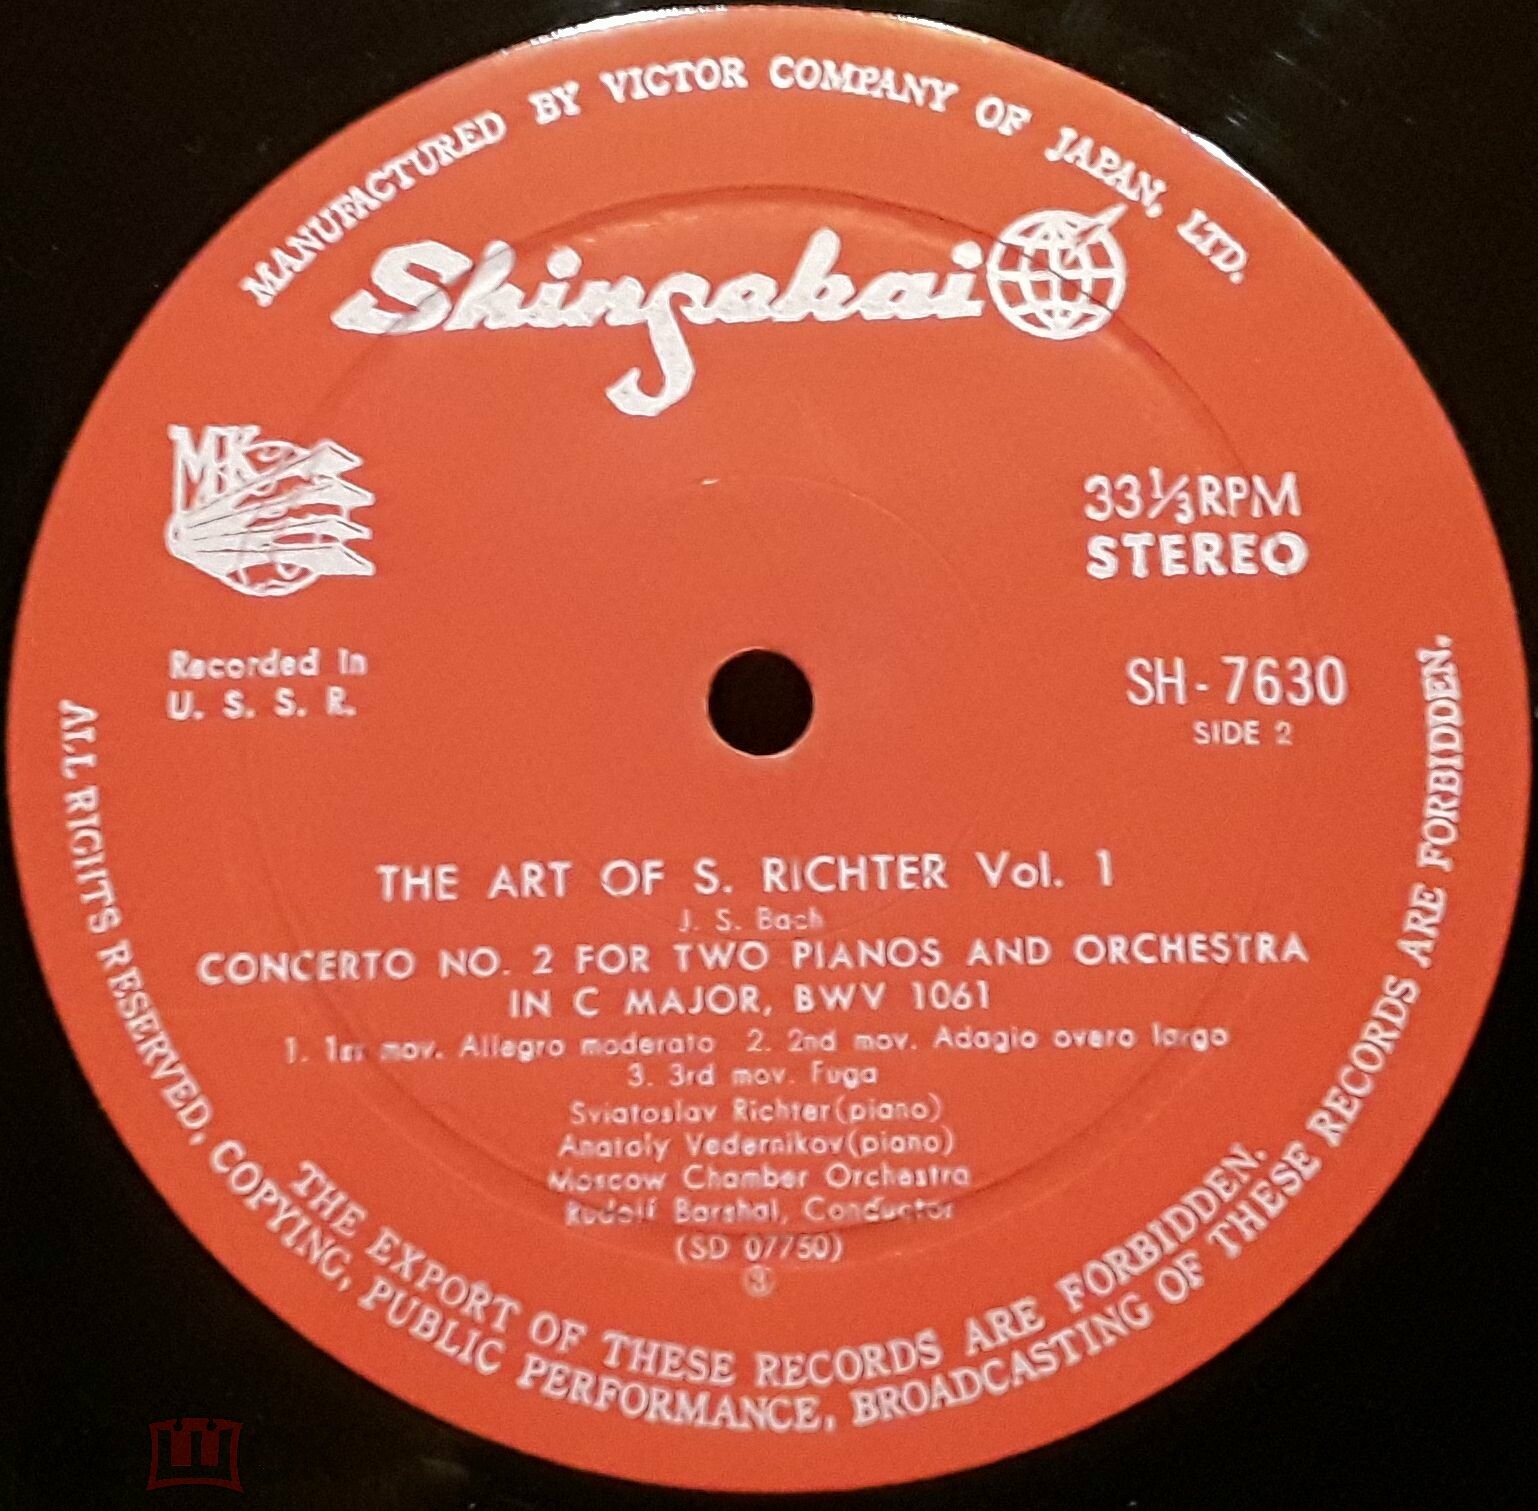 MANUFACTURED BY VICTOR COMPANY OF JAPAN, LTD.
Shinsekai
MK
33⅓RPM
STEREO
Recorded In
U. S. S. R.
SH-7630
SIDE 2
THE ART OF S. RICHTER Vol. 1
J. S. Bach
CONCERTO NO. 2 FOR TWO PIANOS AND ORCHESTRA
IN C MAJOR, BWV 1061
1. 1st mov. Allegro moderato 2. 2nd mov. Adagio overo largo
3. 3rd mov. Fuga
Sviatoslav Richter(piano)
Anatoly Vedernikov(piano)
Moscow Chamber Orchestra
Rudolf Barshai, Conductor
(SD 07750)
③
THE EXPORT OF THESE RECORDS ARE FORBIDDEN.
ALL RIGHTS RESERVED, COPYING, PUBLIC PERFORMANCE, BROADCASTING OF THESE RECORDS ARE FORBIDDEN.